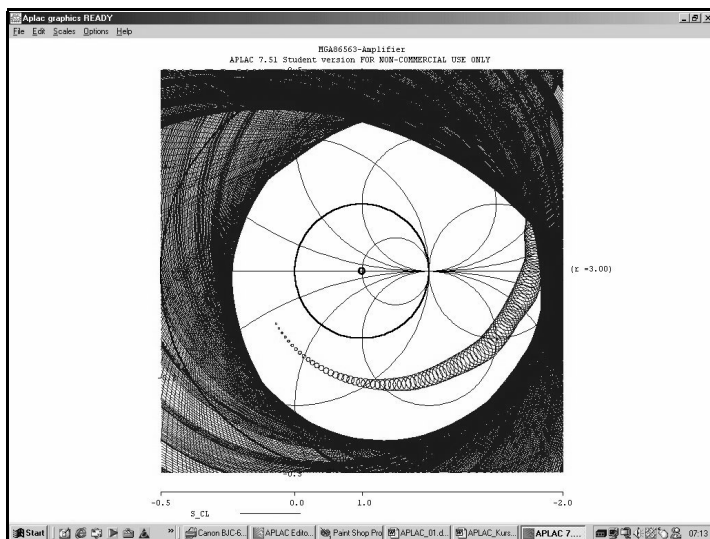 Aplac graphics READY
File Edit Scales Options Help
MGA86563-Amplifier
APLAC 7.51 Student version FOR NON-COMMERCIAL USE ONLY
(r =3.00)
-0.5 0.0 1.0 -2.0
S_CL
Start » Canon BJC-6... APLAC Edito... Paint Shop Pro APLAC_01.d... APLAC_Kurs... APLAC 7.... 07:13